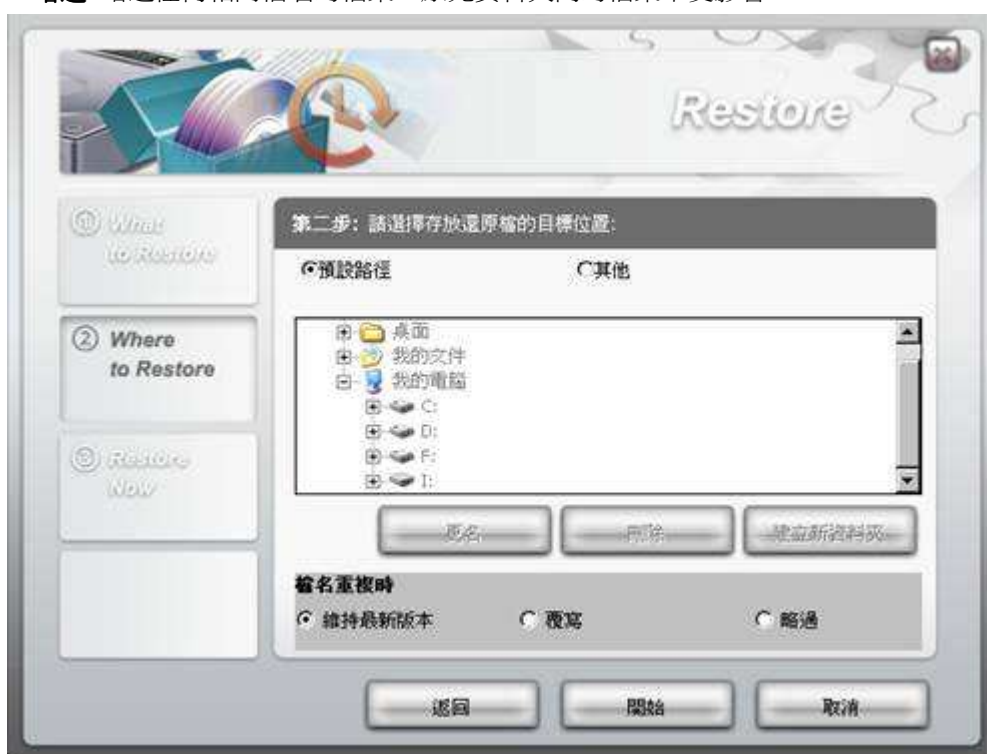 Restore
① What
to Restore
第二步: 請選擇存放還原檔的目標位置:
預設路徑
其他
② Where
to Restore
桌面
我的文件
我的電腦
C:
D:
F:
I:
③ Restore
Now
更名
刪除
建立新資料夾
檔名重複時
維持最新版本
覆寫
略過
返回
開始
取消